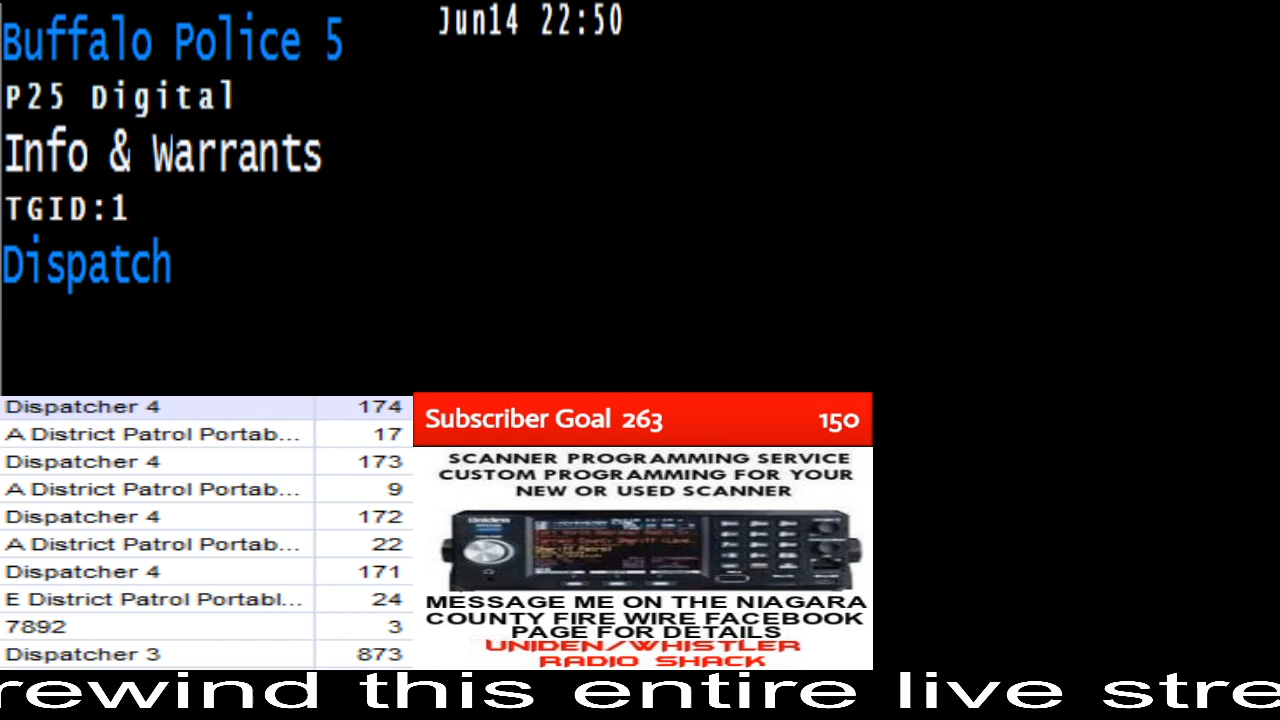 Buffalo Police 5
Jun14 22:50
P25 Digital
Info & Warrants
TGID:1
Dispatch
Dispatcher 4 174
A District Patrol Portab... 17
Dispatcher 4 173
A District Patrol Portab... 9
Dispatcher 4 172
A District Patrol Portab... 22
Dispatcher 4 171
E District Patrol Portabl... 24
7892 3
Dispatcher 3 873
Subscriber Goal 263 150
SCANNER PROGRAMMING SERVICE
CUSTOM PROGRAMMING FOR YOUR
NEW OR USED SCANNER
Uniden
MESSAGE ME ON THE NIAGARA
COUNTY FIRE WIRE FACEBOOK
PAGE FOR DETAILS
UNIDEN/WHISTLER
RADIO SHACK
rewind this entire live stre